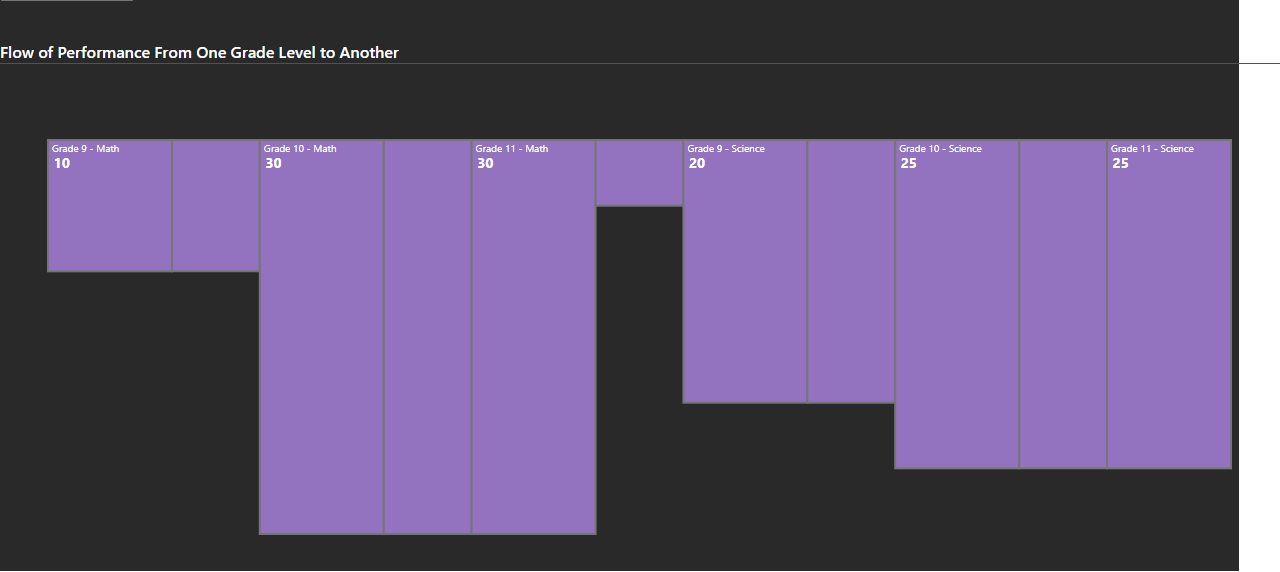 Flow of Performance From One Grade Level to Another
Grade 9 - Math
10
Grade 10 - Math
30
Grade 11 - Math
30
Grade 9 - Science
20
Grade 10 - Science
25
Grade 11 - Science
25